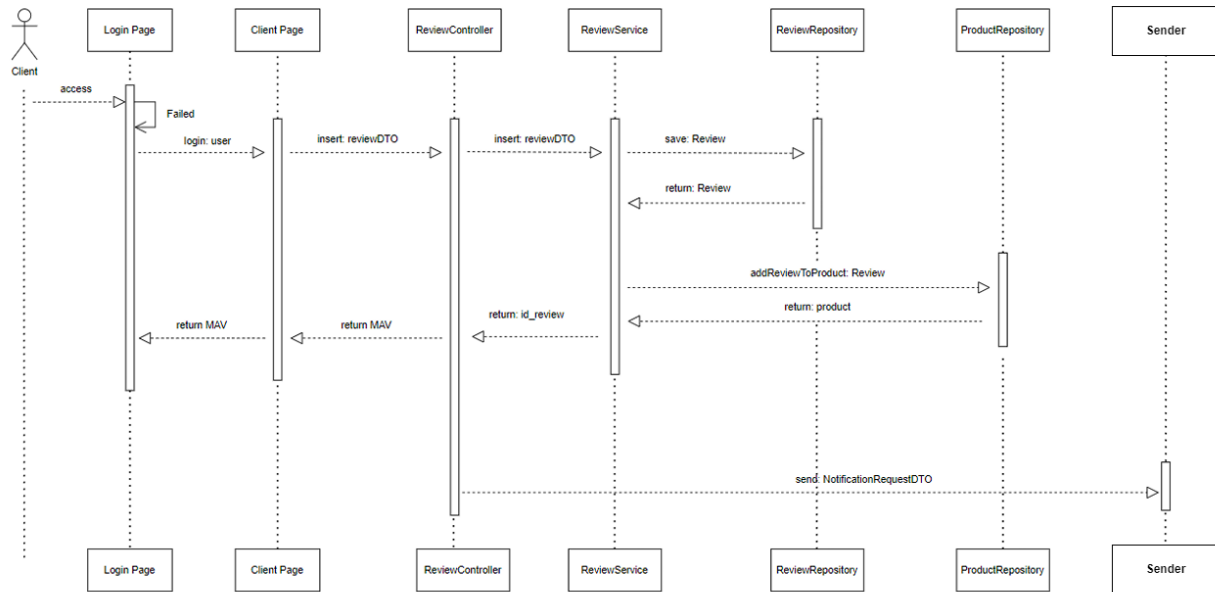 Login Page
Client Page
ReviewController
ReviewService
ReviewRepository
ProductRepository
Sender
Client
access
Failed
login: user
insert: reviewDTO
insert: reviewDTO
save: Review
return: Review
addReviewToProduct: Review
return: product
return: id_review
return MAV
return MAV
send: NotificationRequestDTO
Login Page
Client Page
ReviewController
ReviewService
ReviewRepository
ProductRepository
Sender